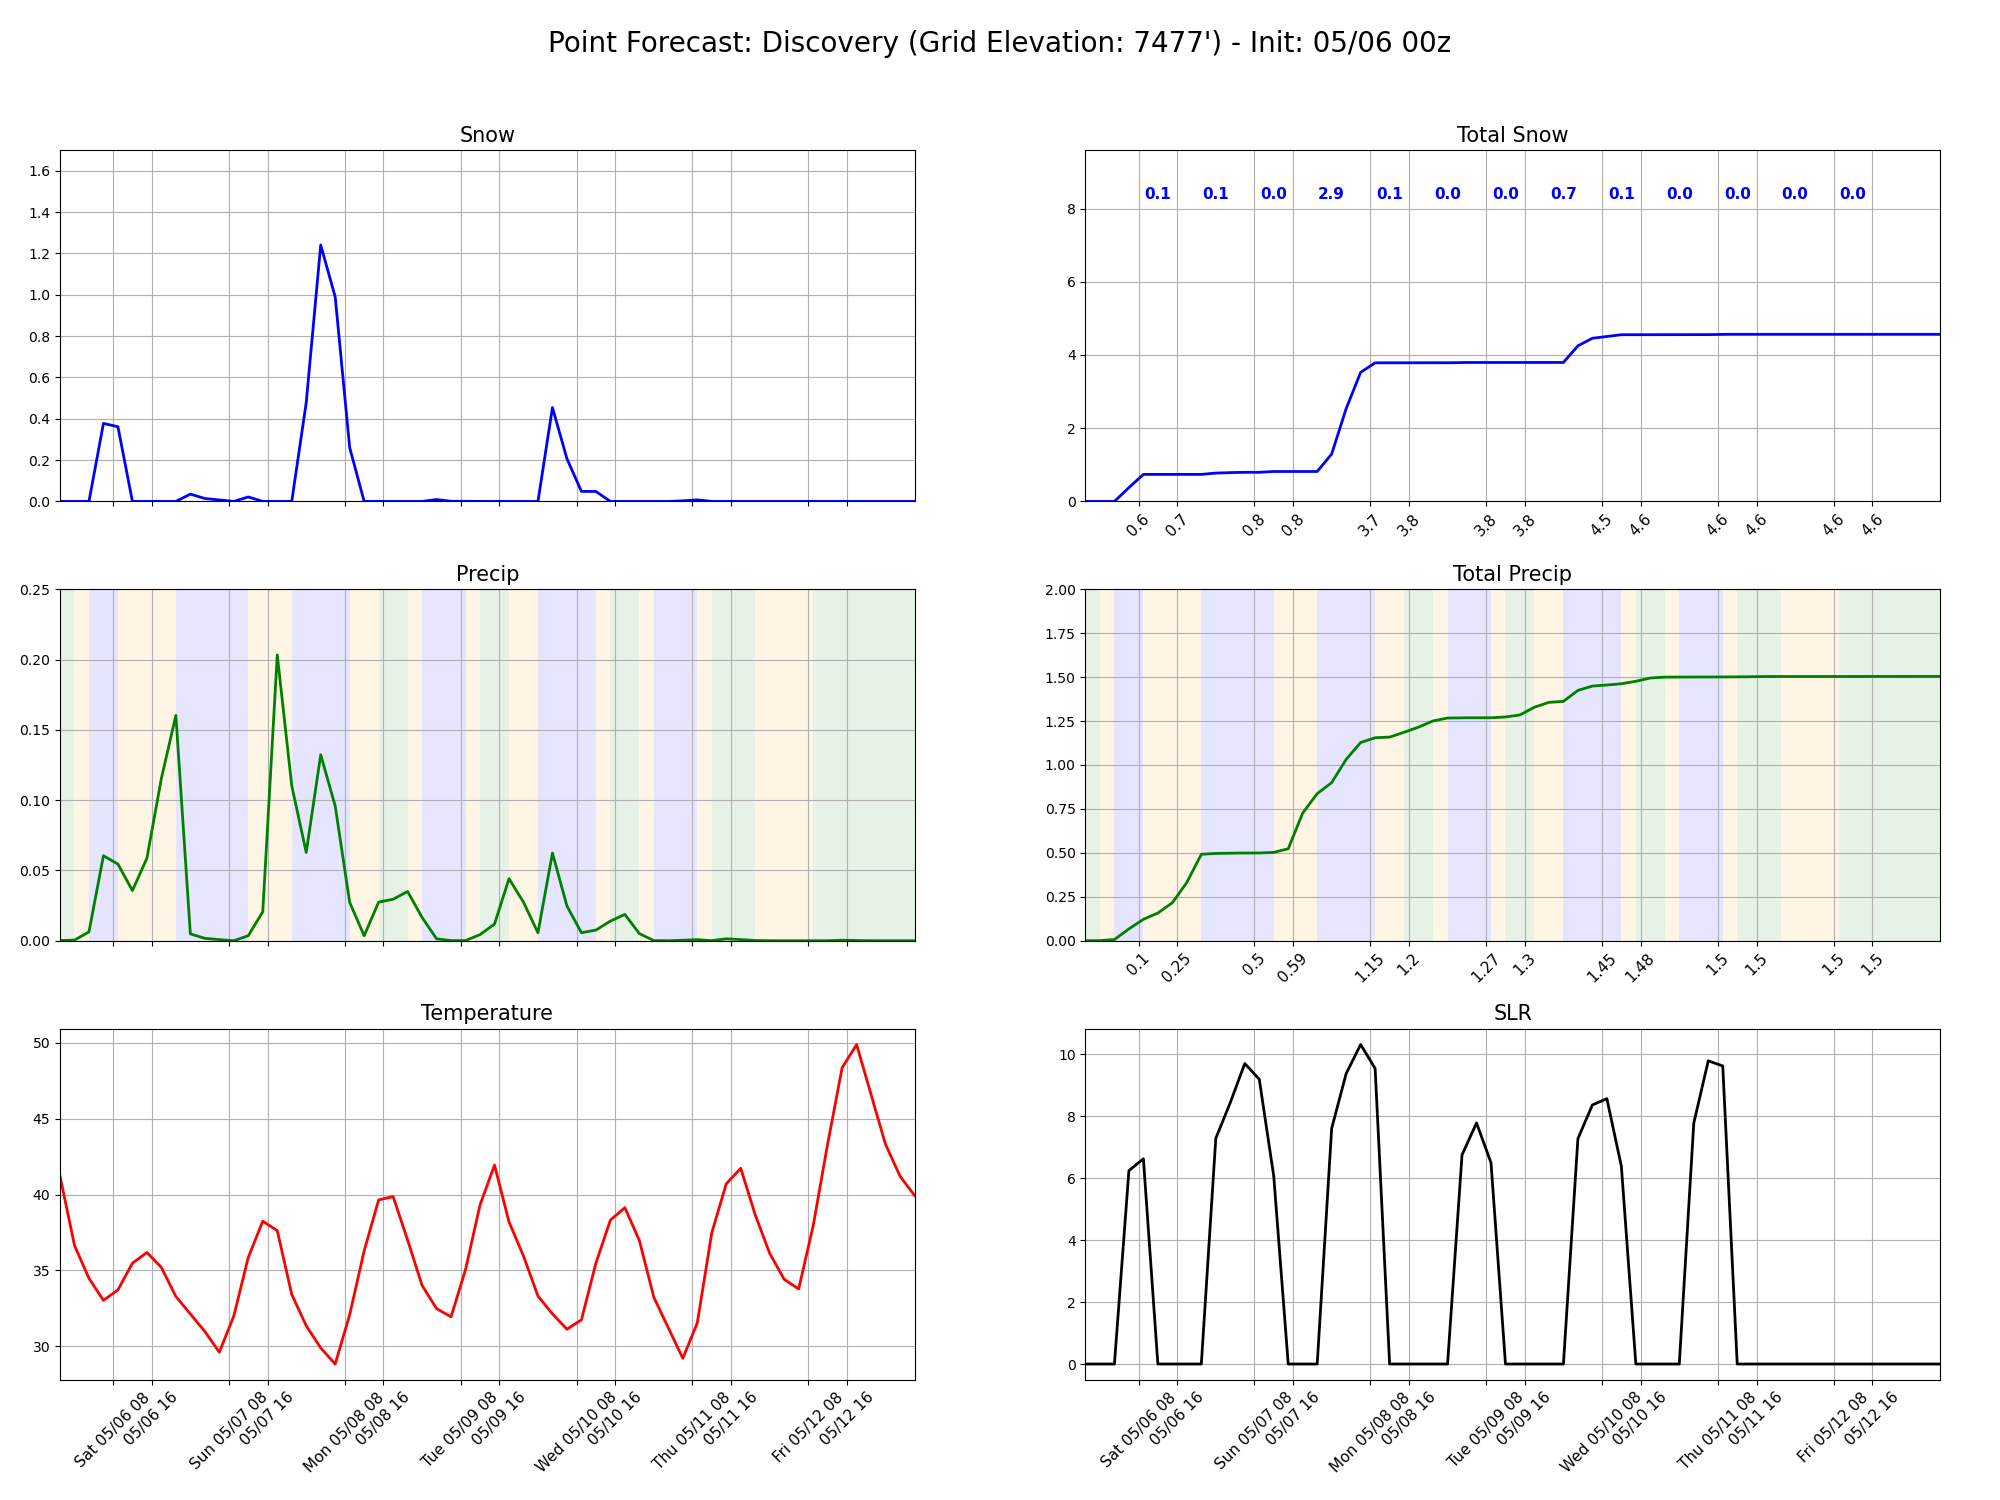 Point Forecast: Discovery (Grid Elevation: 7477') - Init: 05/06 00z
Snow
1.6
1.4
1.2
1.0
0.8
0.6
0.4
0.2
0.0
Total Snow
0.1 0.1 0.0 2.9 0.1 0.0 0.0 0.7 0.1 0.0 0.0 0.0 0.0
8
6
4
2
0
0.6 0.7 0.8 0.8 3.7 3.8 3.8 3.8 4.5 4.6 4.6 4.6 4.6 4.6
Precip
0.25
0.20
0.15
0.10
0.05
0.00
Total Precip
2.00
1.75
1.50
1.25
1.00
0.75
0.50
0.25
0.00
0.1 0.25 0.5 0.59 1.15 1.2 1.27 1.3 1.45 1.48 1.5 1.5 1.5 1.5
Temperature
50
45
40
35
30
Sat 05/06 08
05/06 16
Sun 05/07 08
05/07 16
Mon 05/08 08
05/08 16
Tue 05/09 08
05/09 16
Wed 05/10 08
05/10 16
Thu 05/11 08
05/11 16
Fri 05/12 08
05/12 16
SLR
10
8
6
4
2
0
Sat 05/06 08
05/06 16
Sun 05/07 08
05/07 16
Mon 05/08 08
05/08 16
Tue 05/09 08
05/09 16
Wed 05/10 08
05/10 16
Thu 05/11 08
05/11 16
Fri 05/12 08
05/12 16